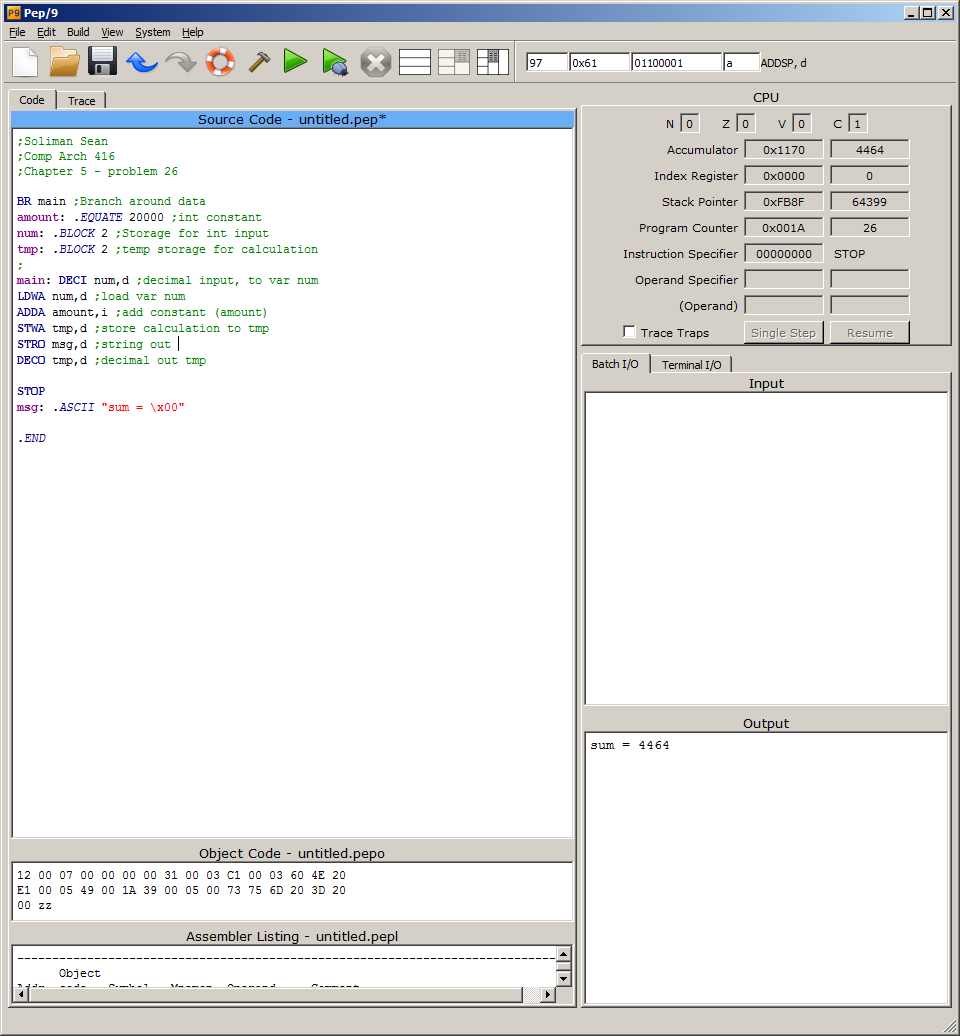 Pep/9
File Edit Build View System Help
97 0x61 01100001 a ADDSP, d
Code Trace
Source Code - untitled.pep*
;Soliman Sean
;Comp Arch 416
;Chapter 5 - problem 26
BR main ;Branch around data
amount: .EQUATE 20000 ;int constant
num: .BLOCK 2 ;Storage for int input
tmp: .BLOCK 2 ;temp storage for calculation
;
main: DECI num,d ;decimal input, to var num
LDWA num,d ;load var num
ADDA amount,i ;add constant (amount)
STWA tmp,d ;store calculation to tmp
STRO msg,d ;string out
DECO tmp,d ;decimal out tmp
STOP
msg: .ASCII "sum = \x00"
.END
Object Code - untitled.pepo
12 00 07 00 00 00 00 31 00 03 C1 00 03 60 4E 20
E1 00 05 49 00 1A 39 00 05 00 73 75 6D 20 3D 20
00 zz
Assembler Listing - untitled.pepl
-------------------------------------------------------------------------------
Object
Addr code Symbol Mnemon Operand Comment
CPU
N 0 Z 0 V 0 C 1
Accumulator 0x1170 4464
Index Register 0x0000 0
Stack Pointer 0xFB8F 64399
Program Counter 0x001A 26
Instruction Specifier 00000000 STOP
Operand Specifier
(Operand)
Trace Traps Single Step Resume
Batch I/O Terminal I/O
Input
Output
sum = 4464